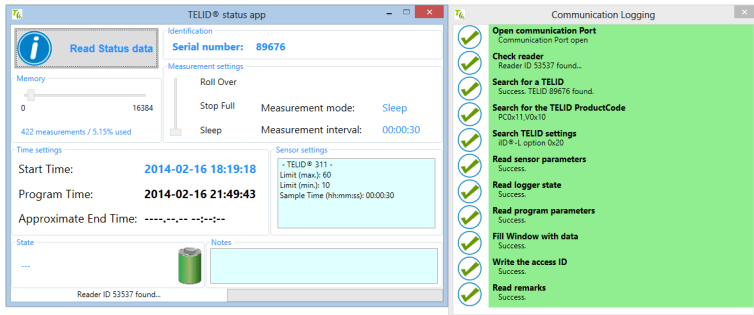 TELID® status app
Read Status data
Identification
Serial number: 89676
Memory
0 16384
422 measurements / 5.15% used
Measurement settings
Roll Over
Stop Full
Sleep
Measurement mode: Sleep
Measurement interval: 00:00:30
Time settings
Start Time: 2014-02-16 18:19:18
Program Time: 2014-02-16 21:49:43
Approximate End Time: ----.--.-- --:--:--
Sensor settings
- TELID® 311 -
Limit (max.): 60
Limit (min.): 10
Sample Time (hh:mm:ss): 00:00:30
State
---
Notes
Reader ID 53537 found...
Communication Logging
Open communication Port
Communication Port open
Check reader
Reader ID 53537 found...
Search for a TELID
Success. TELID 89676 found.
Search for the TELID ProductCode
PC0x11,V0x10
Search TELID settings
iID®-L option 0x20
Read sensor parameters
Success.
Read logger state
Success.
Read program parameters
Success.
Fill Window with data
Success.
Write the access ID
Success.
Read remarks
Success.